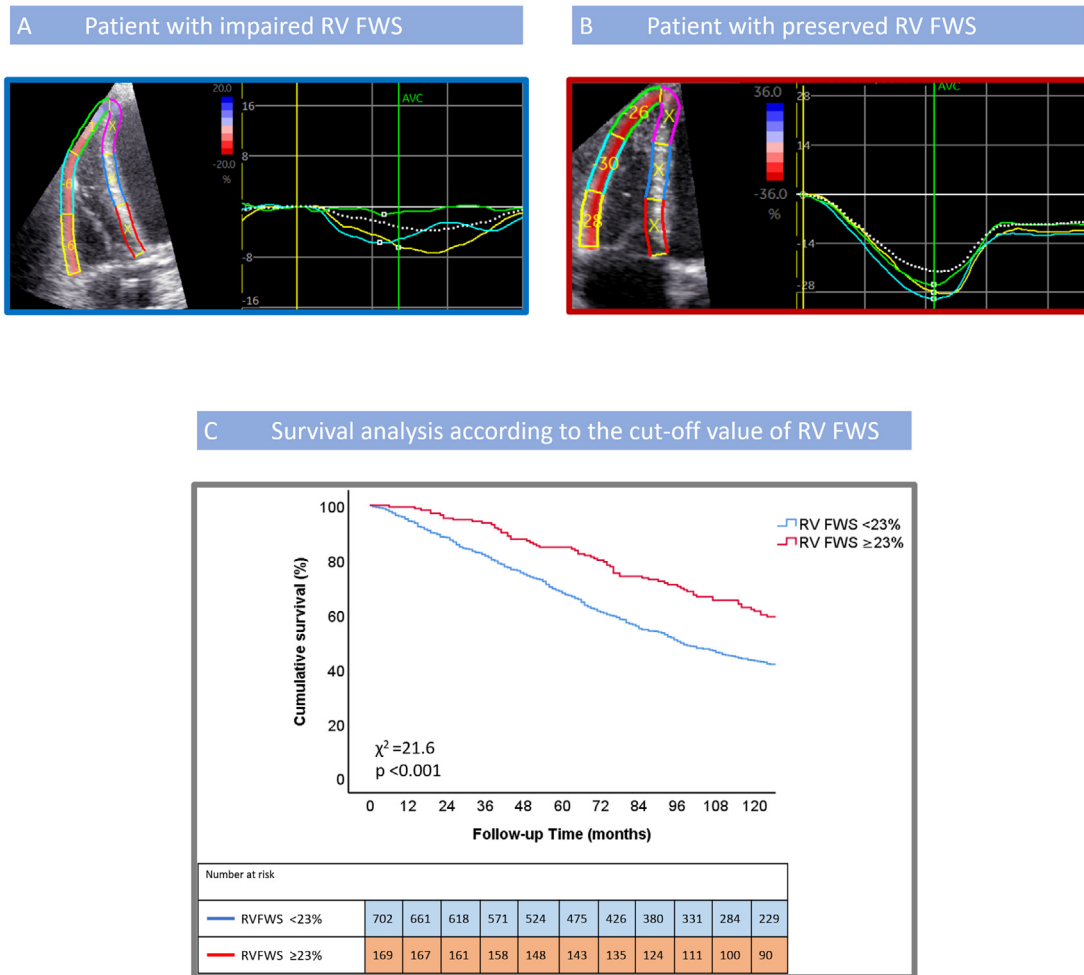 A Patient with impaired RV FWS
B Patient with preserved RV FWS
AVC
16
8
-8
-16
-20.0
%
-6
-6
X
X
36.0
-36.0
%
AVC
28
14
-14
-28
-26
-30
-28
X
X
X
C Survival analysis according to the cut-off value of RV FWS
Cumulative survival (%)
100
80
60
40
20
0
RV FWS <23%
RV FWS ≥23%
χ² =21.6
p <0.001
0 12 24 36 48 60 72 84 96 108 120
Follow-up Time (months)
Number at risk
RVFWS <23% 702 661 618 571 524 475 426 380 331 284 229
RVFWS ≥23% 169 167 161 158 148 143 135 124 111 100 90